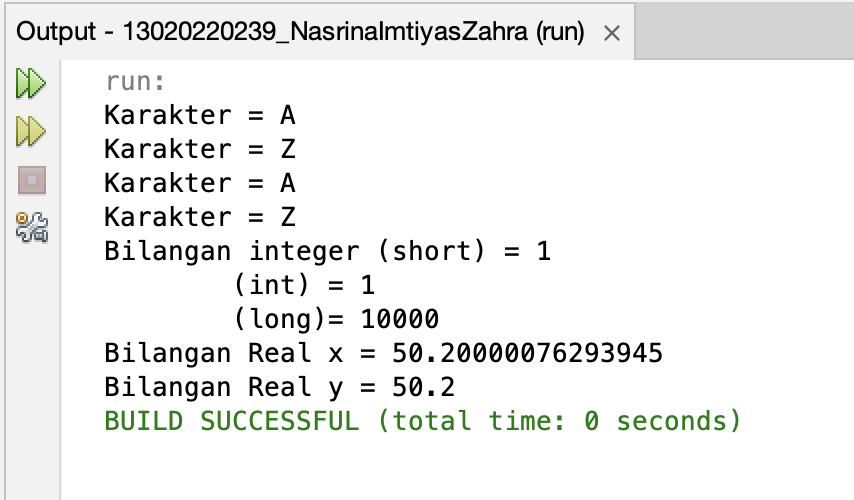 Output - 13020220239_NasrinaImtiyasZahra (run)
run:
Karakter = A
Karakter = Z
Karakter = A
Karakter = Z
Bilangan integer (short) = 1
(int) = 1
(long)= 10000
Bilangan Real x = 50.20000076293945
Bilangan Real y = 50.2
BUILD SUCCESSFUL (total time: 0 seconds)